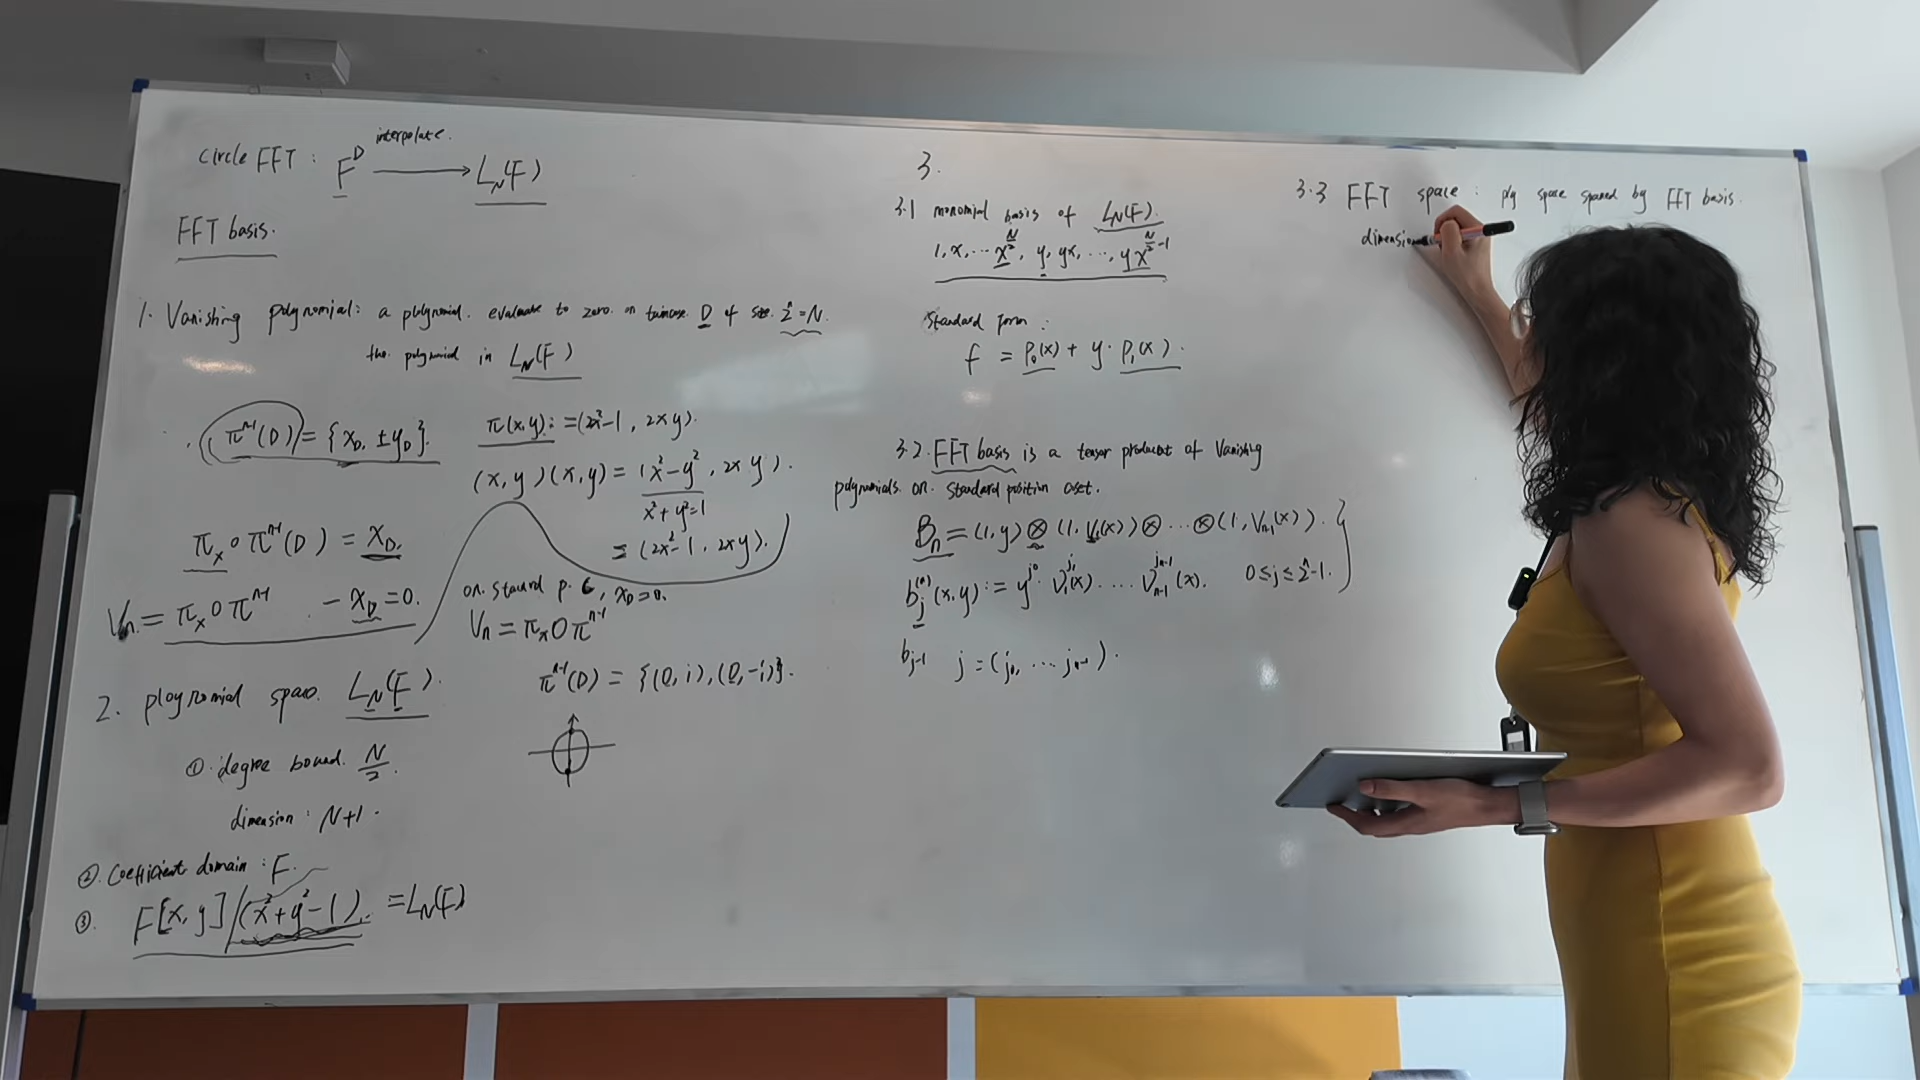 Circle FFT : F^D interpolate. ⟶ L_N(F)
FFT basis.
1. Vanishing polynomial: a polynomial. evaluate to zero. on D of size. 2^n = N.
the polynomial in L_N(F)
π^{n-1}(D) = {x_D, ±y_D}.
π(x,y) := (2x²-1, 2xy).
(x,y)(x,y) = (x²-y², 2xy).
x²+y²=1
= (2x²-1, 2xy).
π_x ∘ π^{n-1}(D) = x_D.
V_n = π_x ∘ π^{n-1} - x_D = 0.
on. p. c, x_D = 0.
V_n = π_x ∘ π^{n-1}
π^{n-1}(D) = {(0,i), (0,-i)}.
2. ploynomial space. L_N(F).
① degree bound. N/2.
dimension : N+1.
②. Coefficient domain : F.
③. F[x,y]/(x²+y²-1). = L_N(F)
3.
3.1 monomial basis of L_N(F).
1, x, ... x^{N/2}, y, yx, ..., yx^{N/2-1}
Standard form :
f = p_0(x) + y · p_1(x).
3.2. FFT basis is a tensor product of Vanishing
polynomials. on. Standard position coset.
B_n = (1,y) ⊗ (1, V_1(x)) ⊗ ... ⊗ (1, V_{n-1}(x)). }
b_j^{(n)}(x,y) := y^{j_0} · V_1^{j_1}(x) .... V_{n-1}^{j_{n-1}}(x). 0 ≤ j ≤ 2^n-1.
b_{j-1} j = (j_0, ... j_{n-1}).
3.3 FFT space : ply space spaned by FFT basis.
dimension